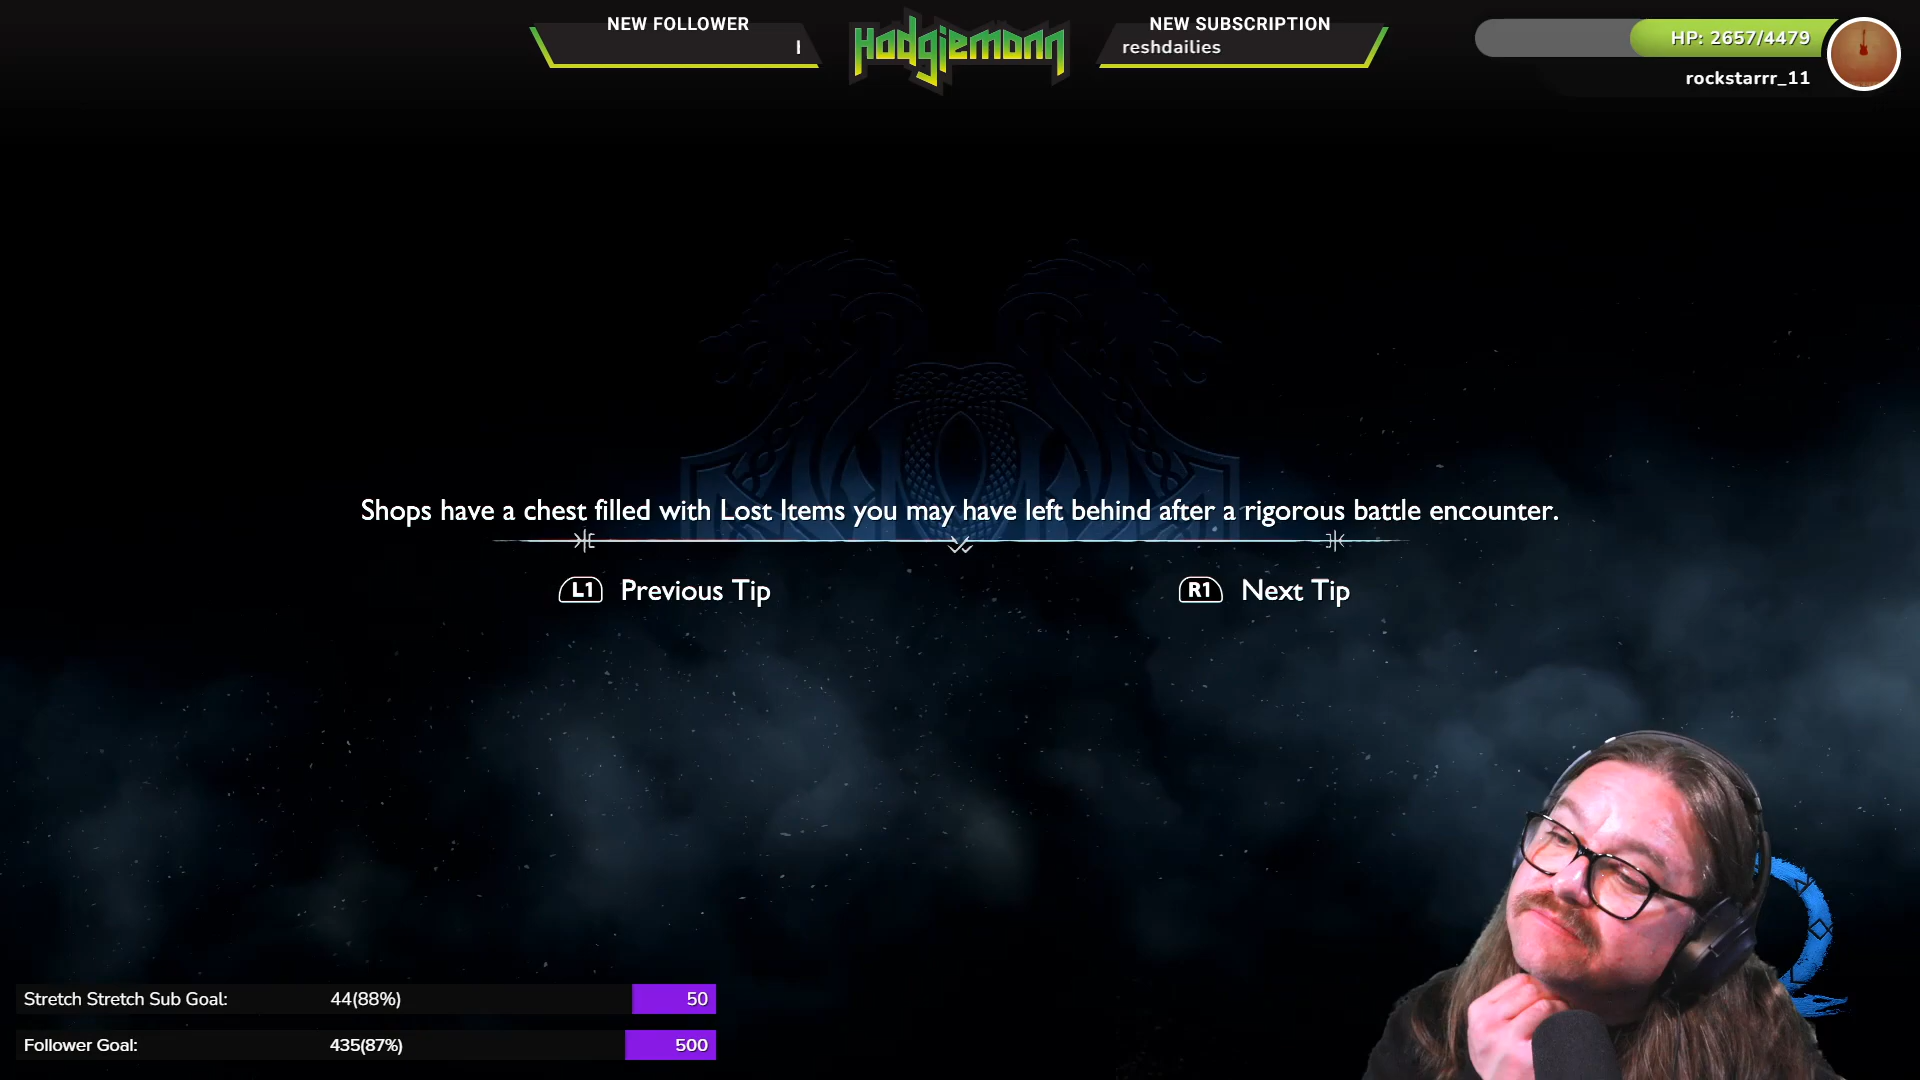 NEW FOLLOWER
Hodgiemonn
NEW SUBSCRIPTION
reshdailies
HP: 2657/4479
rockstarrr_11
Shops have a chest filled with Lost Items you may have left behind after a rigorous battle encounter.
L1 Previous Tip
R1 Next Tip
Stretch Stretch Sub Goal: 44(88%) 50
Follower Goal: 435(87%) 500